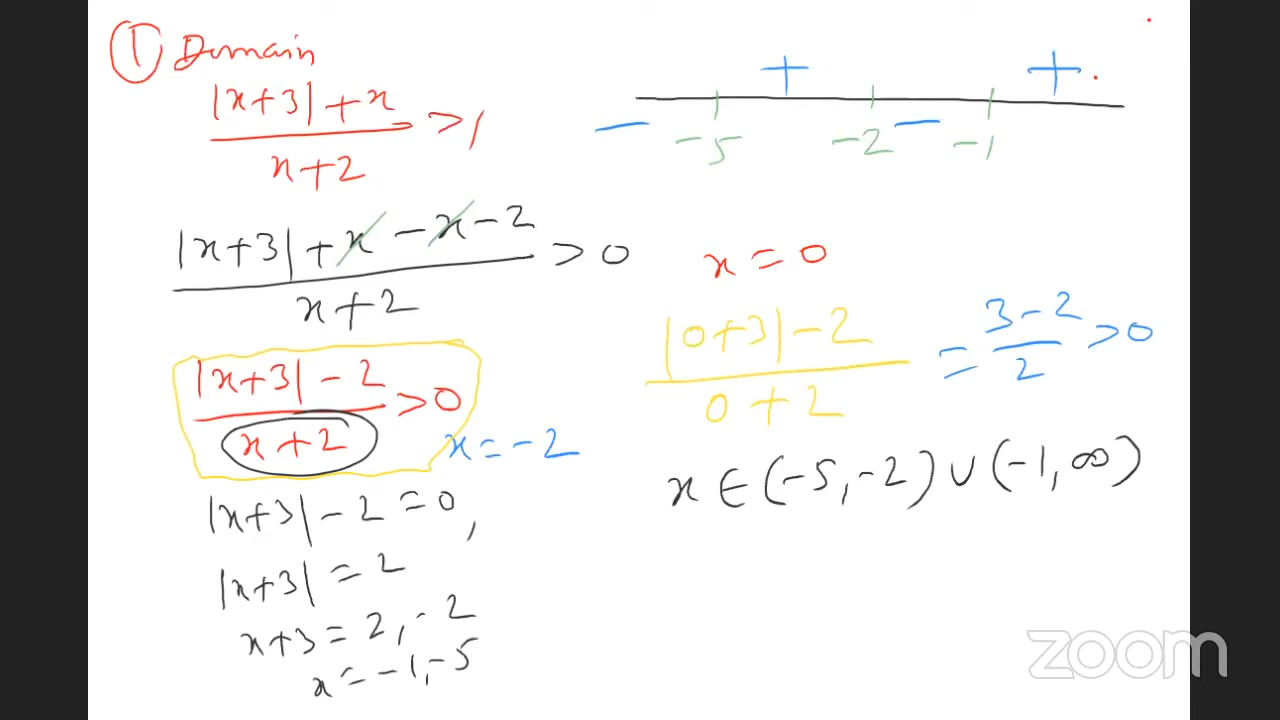 ① Domain
|x+3| + x / x+2 > 1
|x+3| + x - x - 2 / x+2 > 0
|x+3| - 2 / x+2 > 0
x = -2
|x+3| - 2 = 0,
|x+3| = 2
x+3 = 2, -2
x = -1, -5
+ +
- -5 -2 - -1
x = 0
|0+3| - 2 / 0+2 = 3-2 / 2 > 0
x ∈ (-5, -2) ∪ (-1, ∞)
zoom